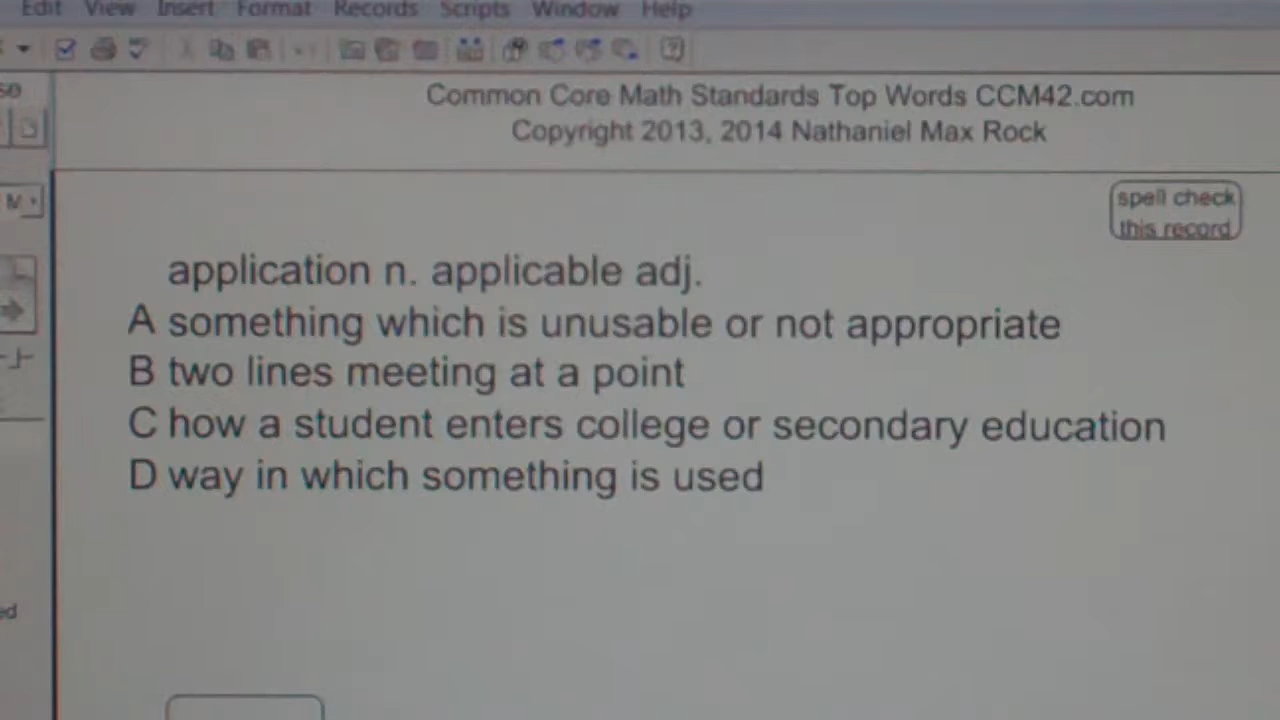 Edit View Insert Format Records Scripts Window Help
Common Core Math Standards Top Words CCM42.com
Copyright 2013, 2014 Nathaniel Max Rock
M
spell check
this record
application n. applicable adj.
A something which is unusable or not appropriate
B two lines meeting at a point
C how a student enters college or secondary education
D way in which something is used